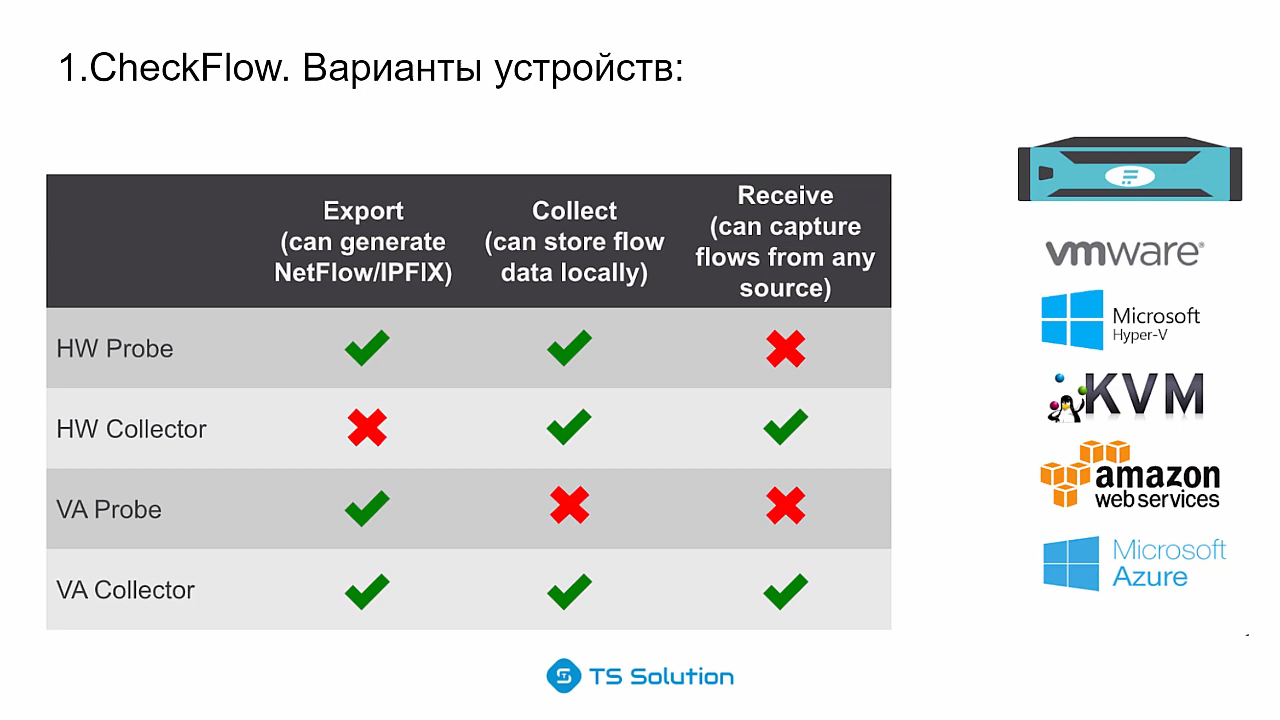 1.CheckFlow. Варианты устройств:
Export
(can generate
NetFlow/IPFIX)
Collect
(can store flow
data locally)
Receive
(can capture
flows from any
source)
HW Probe
HW Collector
VA Probe
VA Collector
vmware®
Microsoft
Hyper-V
KVM
amazon
web services
Microsoft
Azure
TS Solution